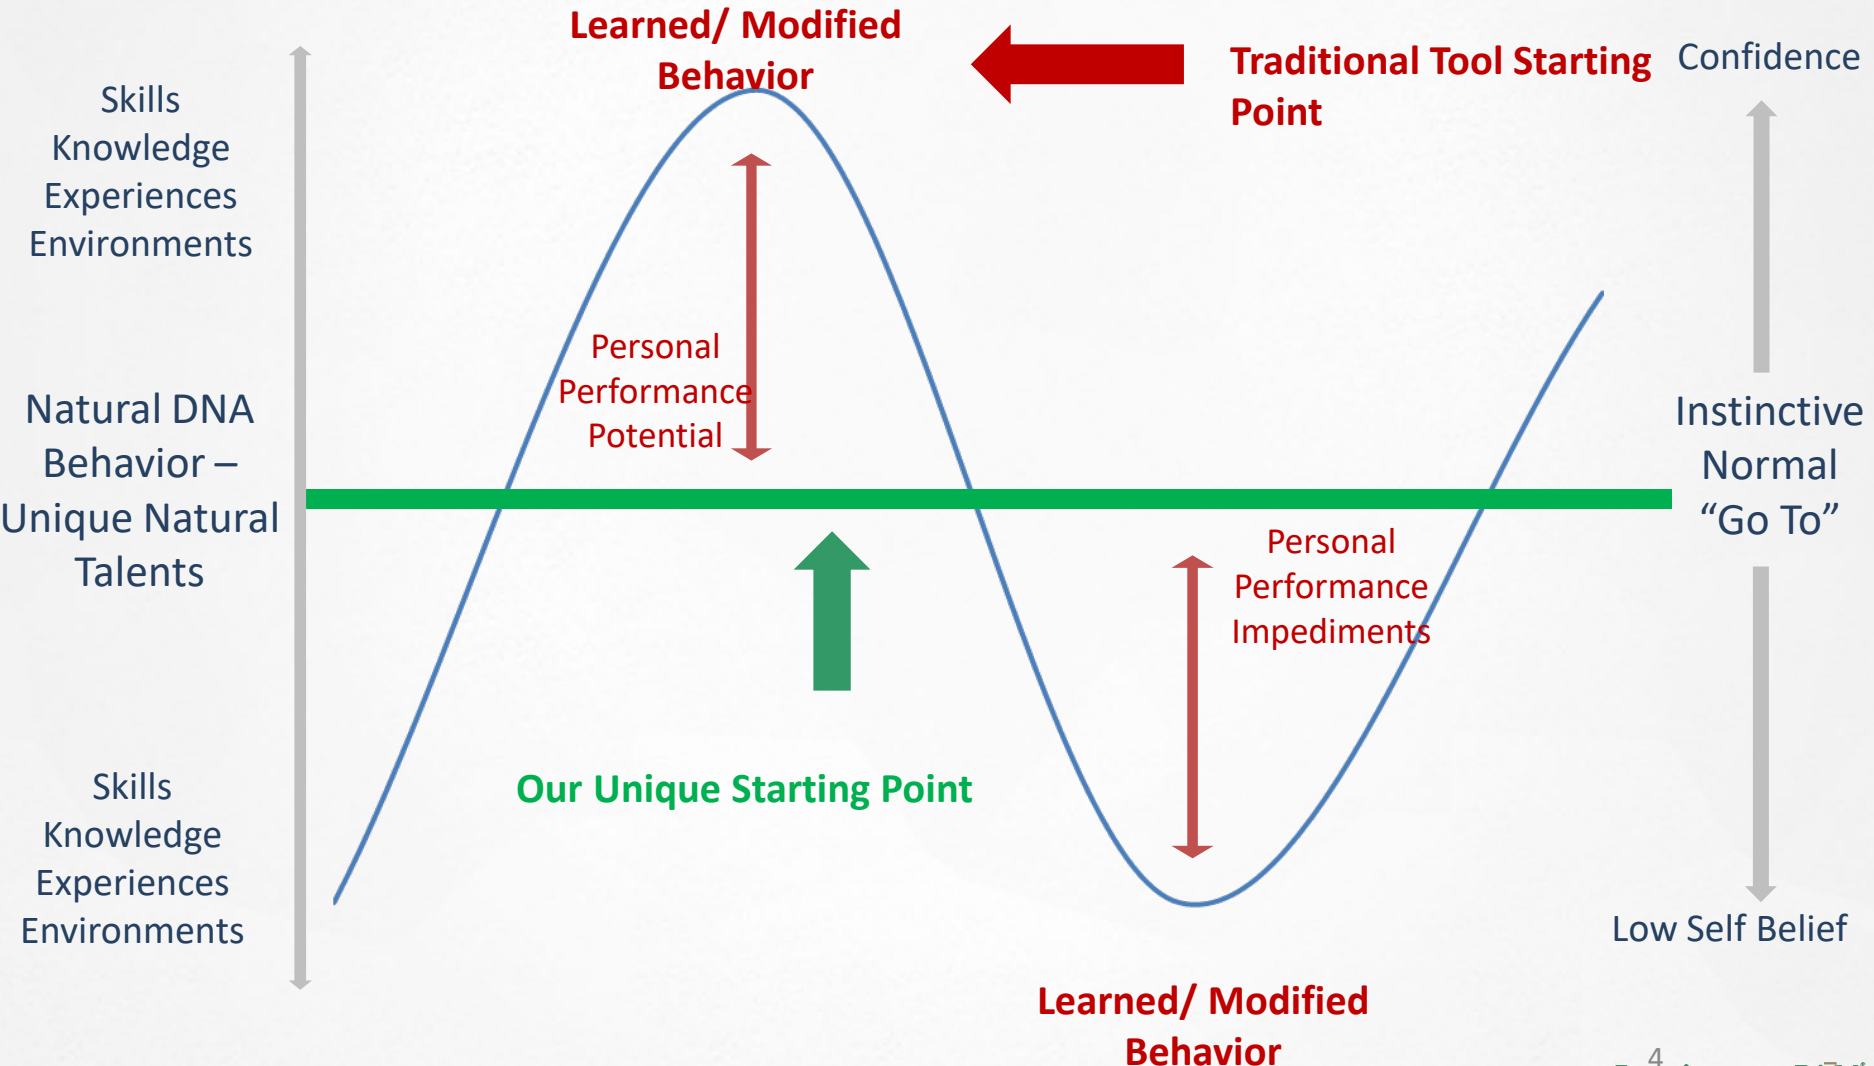 Learned/ Modified
Behavior
Traditional Tool Starting
Point
Confidence
Skills
Knowledge
Experiences
Environments
Personal
Performance
Potential
Natural DNA
Behavior –
Unique Natural
Talents
Instinctive
Normal
“Go To”
Personal
Performance
Impediments
Our Unique Starting Point
Skills
Knowledge
Experiences
Environments
Low Self Belief
Learned/ Modified
Behavior
4